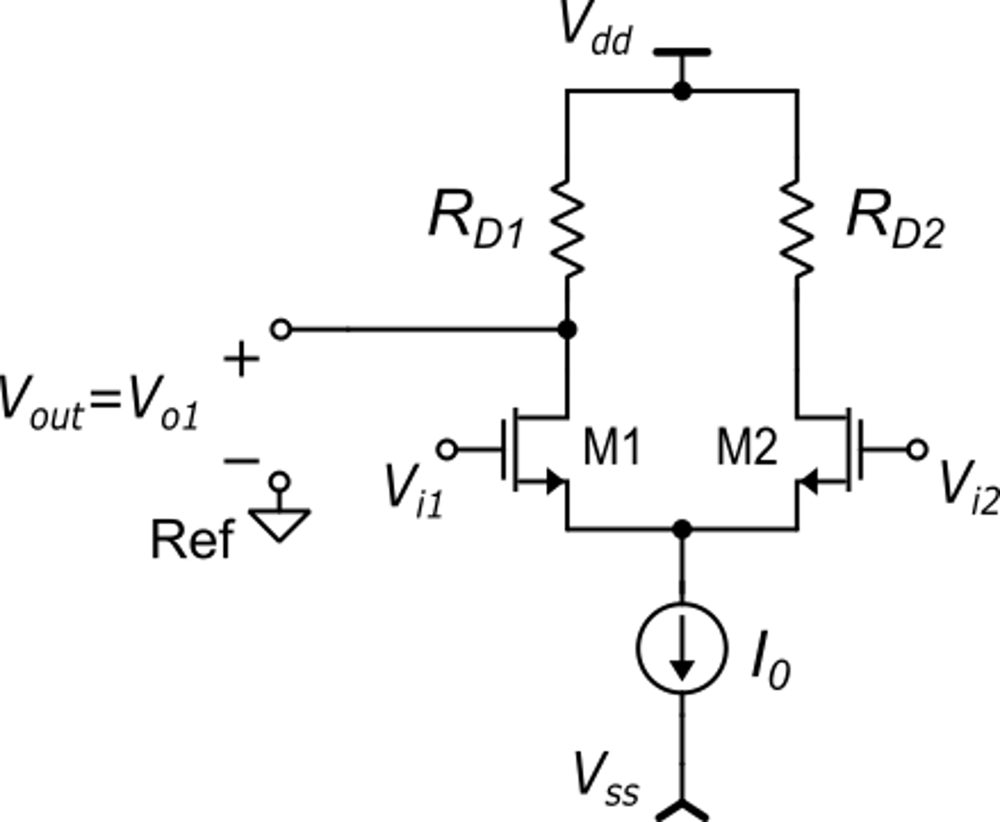 Vdd
RD1
RD2
+
Vout=Vo1
−
M1
M2
Vi1
Vi2
Ref
I0
Vss